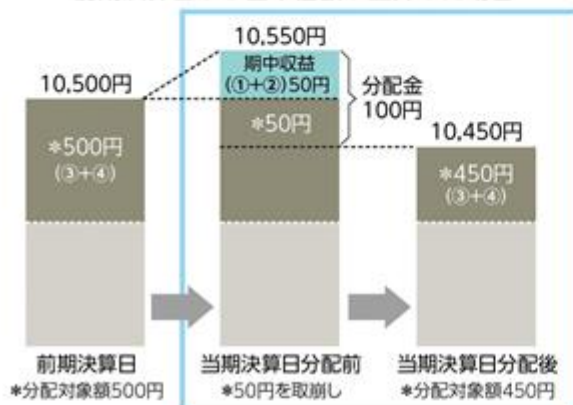 10,550円
期中収益
(①+②)50円
10,500円
分配金
100円
*500円
(③+④)
*50円
10,450円
*450円
(③+④)
前期決算日
*分配対象額500円
当期決算日分配前
*50円を取崩し
当期決算日分配後
*分配対象額450円